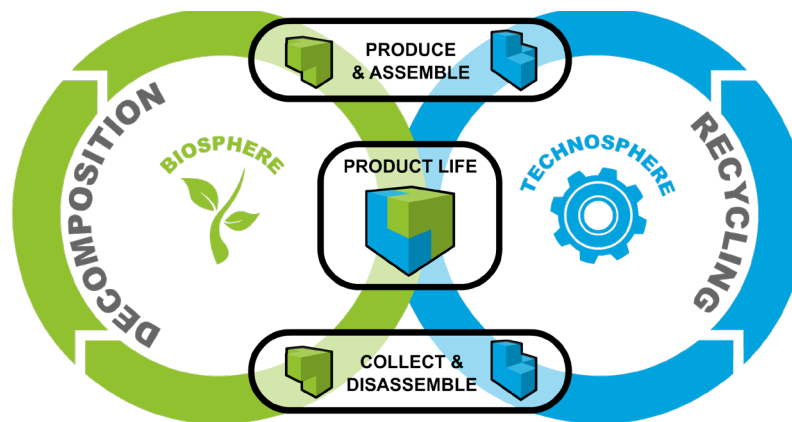 PRODUCE
& ASSEMBLE
DECOMPOSITION
BIOSPHERE
PRODUCT LIFE
TECHNOSPHERE
RECYCLING
COLLECT &
DISASSEMBLE